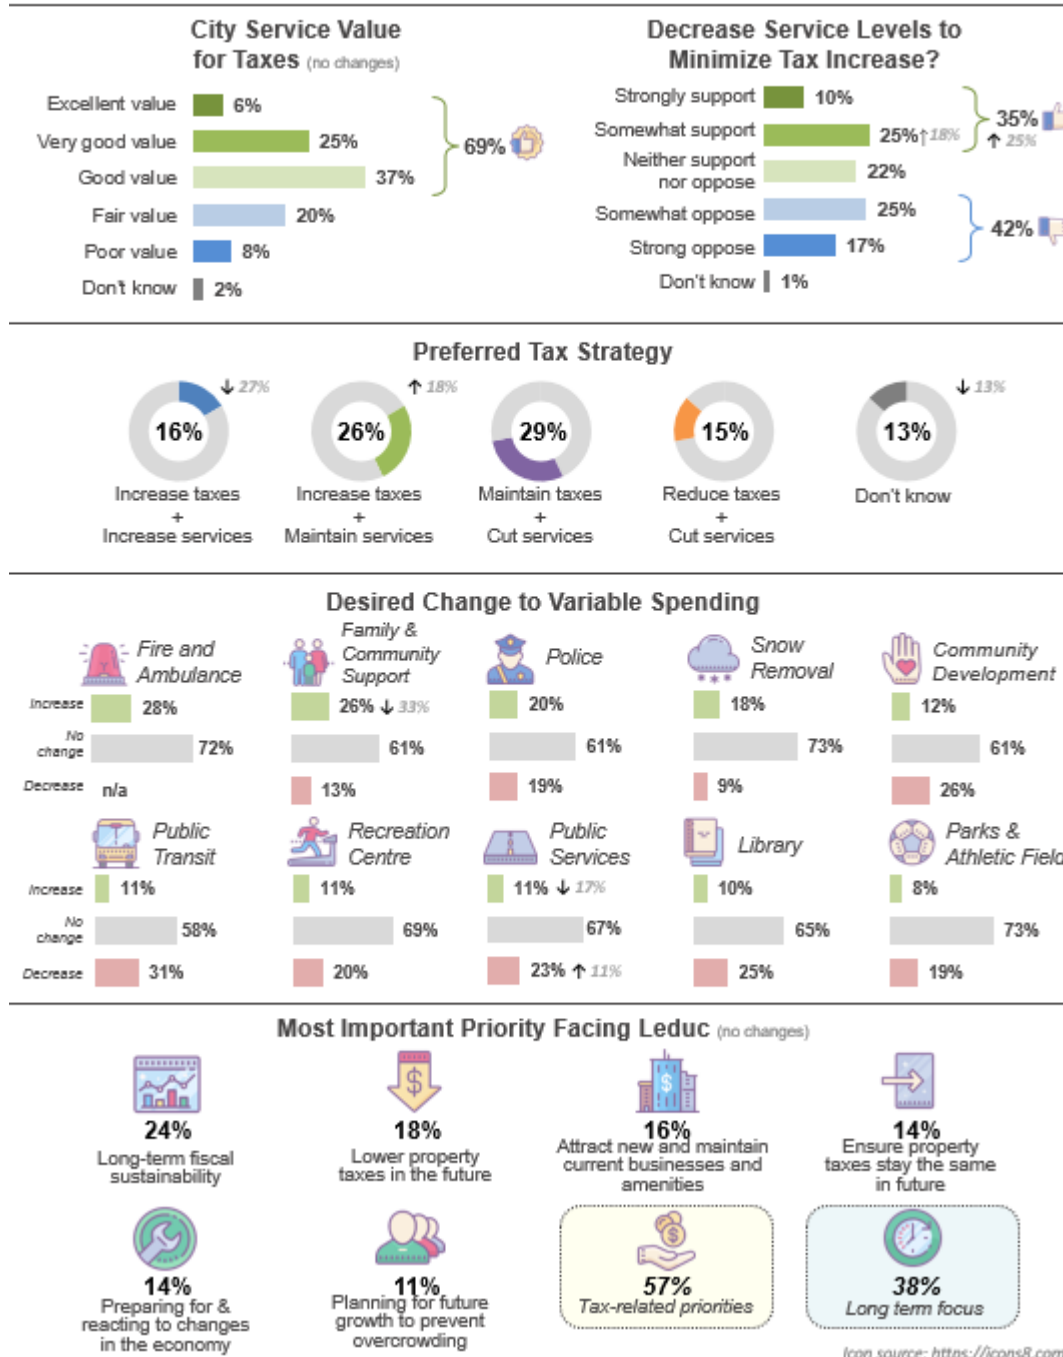 City Service Value
for Taxes (no changes)
Excellent value 6%
Very good value 25%
Good value 37%
69%
Fair value 20%
Poor value 8%
Don't know 2%
Decrease Service Levels to
Minimize Tax Increase?
Strongly support 10%
Somewhat support 25% ↑18%
35%
↑ 25%
Neither support
nor oppose 22%
Somewhat oppose 25%
Strong oppose 17%
42%
Don't know 1%
Preferred Tax Strategy
16% ↓ 27%
Increase taxes
+
Increase services
26% ↑ 18%
Increase taxes
+
Maintain services
29%
Maintain taxes
+
Cut services
15%
Reduce taxes
+
Cut services
13% ↓ 13%
Don't know
Desired Change to Variable Spending
Fire and
Ambulance
Family &
Community
Support
Police
Snow
Removal
Community
Development
Increase 28% 26% ↓ 33% 20% 18% 12%
No
change 72% 61% 61% 73% 61%
Decrease n/a 13% 19% 9% 26%
Public
Transit
Recreation
Centre
Public
Services
Library
Parks &
Athletic Field
Increase 11% 11% 11% ↓ 17% 10% 8%
No
change 58% 69% 67% 65% 73%
Decrease 31% 20% 23% ↑ 11% 25% 19%
Most Important Priority Facing Leduc (no changes)
24%
Long-term fiscal
sustainability
18%
Lower property
taxes in the future
16%
Attract new and maintain
current businesses and
amenities
14%
Ensure property
taxes stay the same
in future
14%
Preparing for &
reacting to changes
in the economy
11%
Planning for future
growth to prevent
overcrowding
57%
Tax-related priorities
38%
Long term focus
Icon source: https://icons8.com